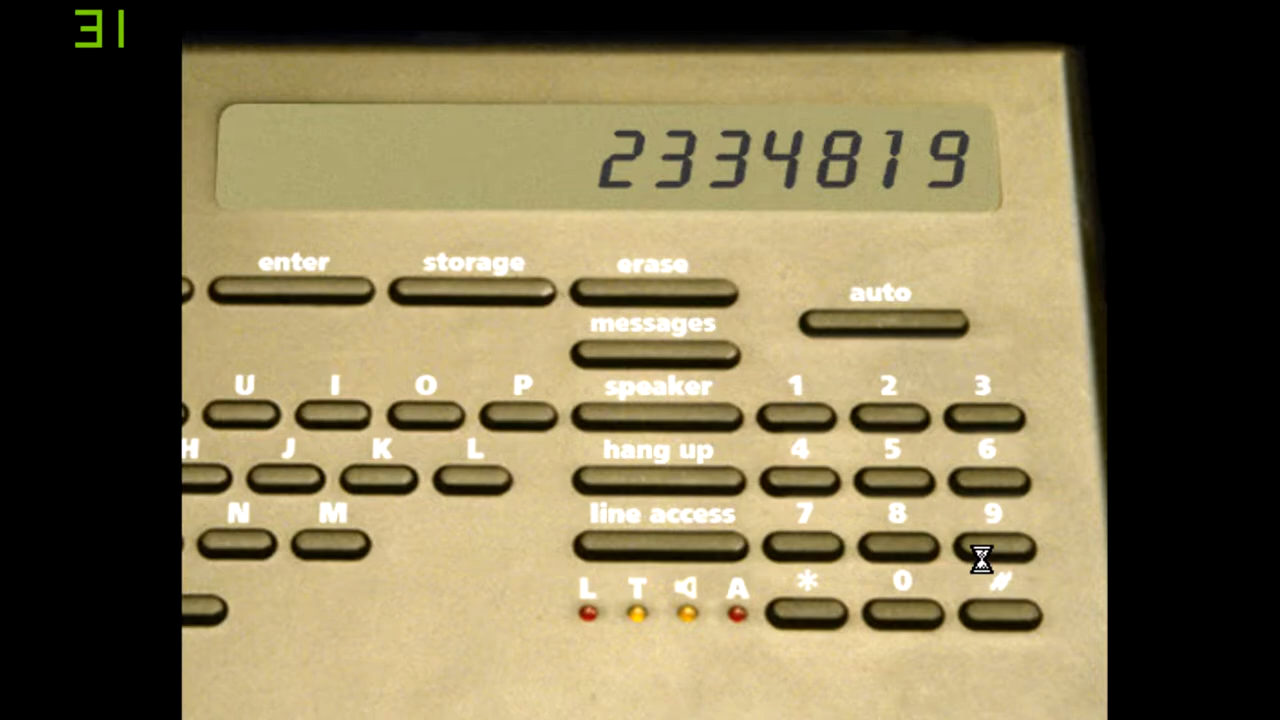 31
2334819
enter storage erase
auto
messages
U I O P speaker 1 2 3
H J K L hang up 4 5 6
N M line access 7 8 9
L T A * 0 #